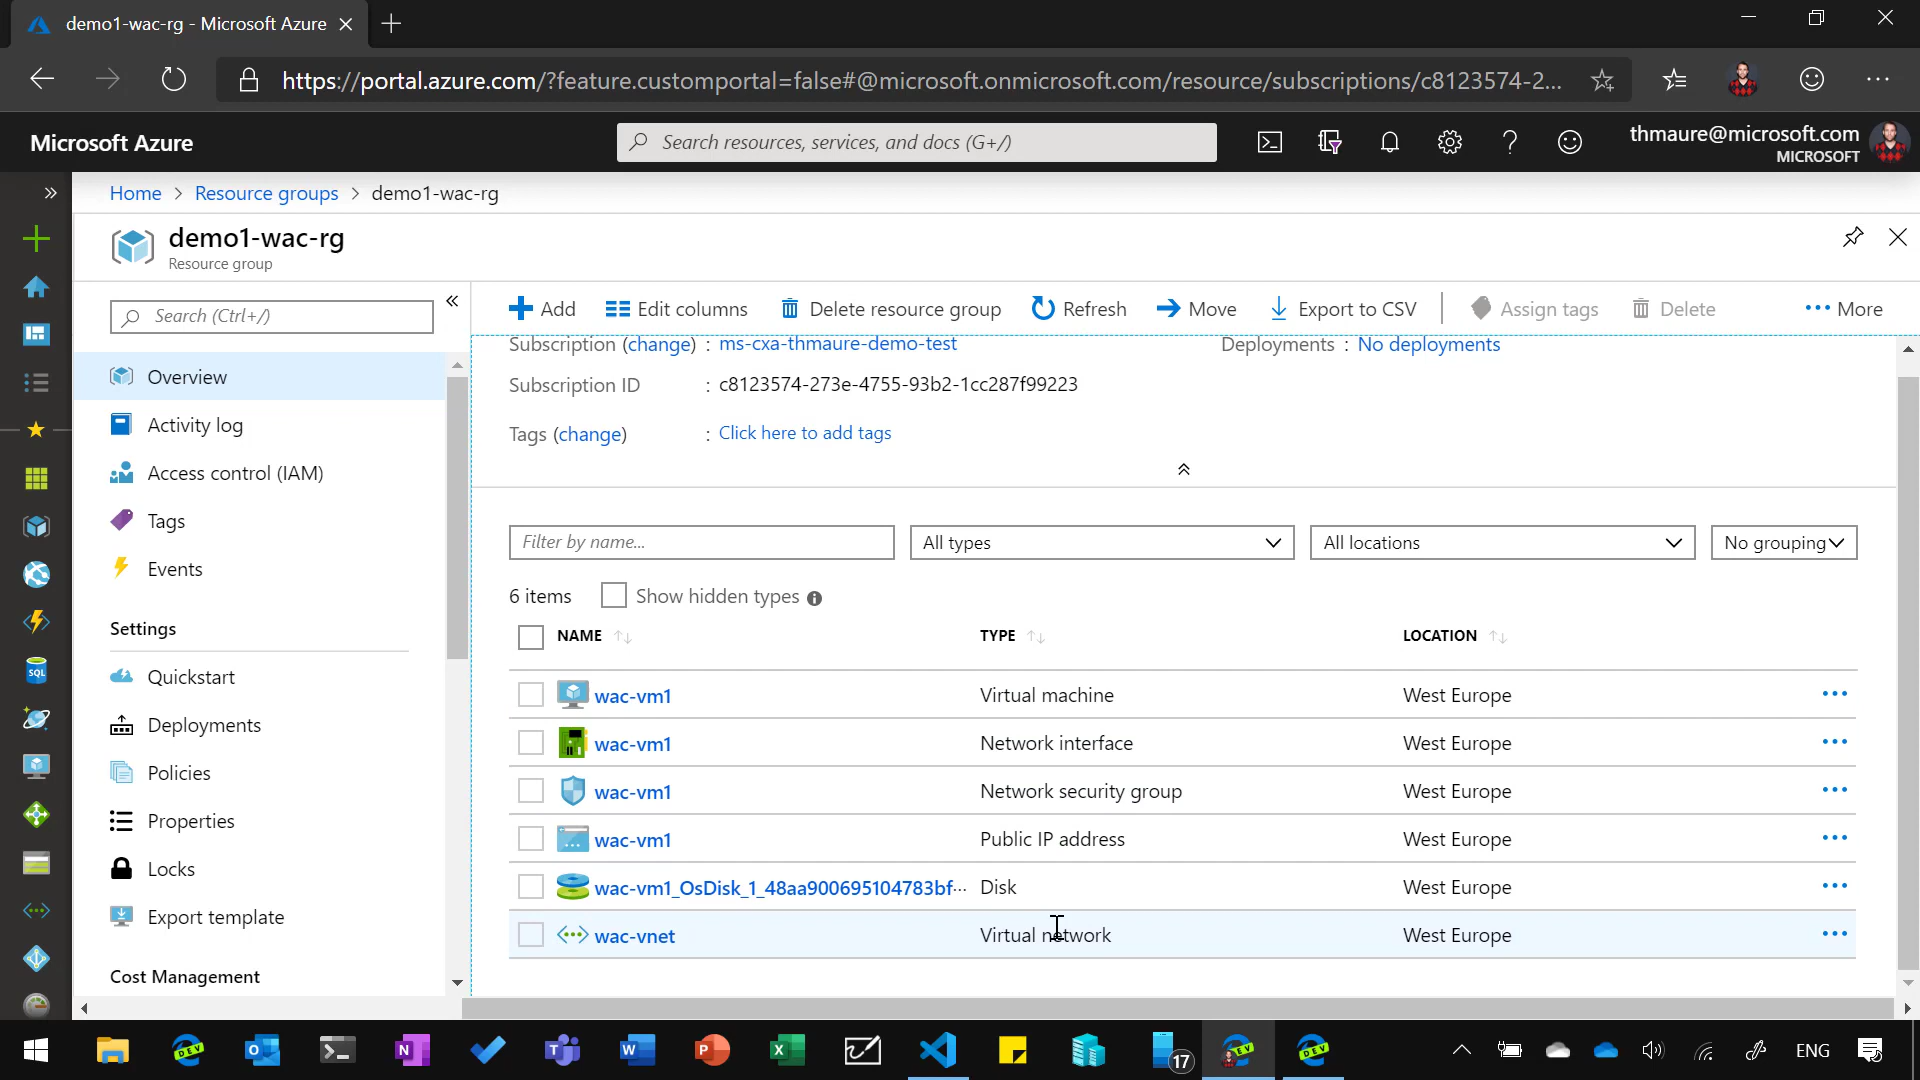 demo1-wac-rg - Microsoft Azure
https://portal.azure.com/?feature.customportal=false#@microsoft.onmicrosoft.com/resource/subscriptions/c8123574-2...
Microsoft Azure
Search resources, services, and docs (G+/)
thmaure@microsoft.com
MICROSOFT
Home > Resource groups > demo1-wac-rg
demo1-wac-rg
Resource group
Search (Ctrl+/)
Overview
Activity log
Access control (IAM)
Tags
Events
Settings
Quickstart
Deployments
Policies
Properties
Locks
Export template
Cost Management
Add Edit columns Delete resource group Refresh Move Export to CSV Assign tags Delete More
Subscription (change) : ms-cxa-thmaure-demo-test Deployments : No deployments
Subscription ID : c8123574-273e-4755-93b2-1cc287f99223
Tags (change) : Click here to add tags
Filter by name... All types All locations No grouping
6 items Show hidden types
NAME TYPE LOCATION
wac-vm1 Virtual machine West Europe
wac-vm1 Network interface West Europe
wac-vm1 Network security group West Europe
wac-vm1 Public IP address West Europe
wac-vm1_OsDisk_1_48aa900695104783bf... Disk West Europe
wac-vnet Virtual network West Europe
SQL
DEV
17
DEV
ENG